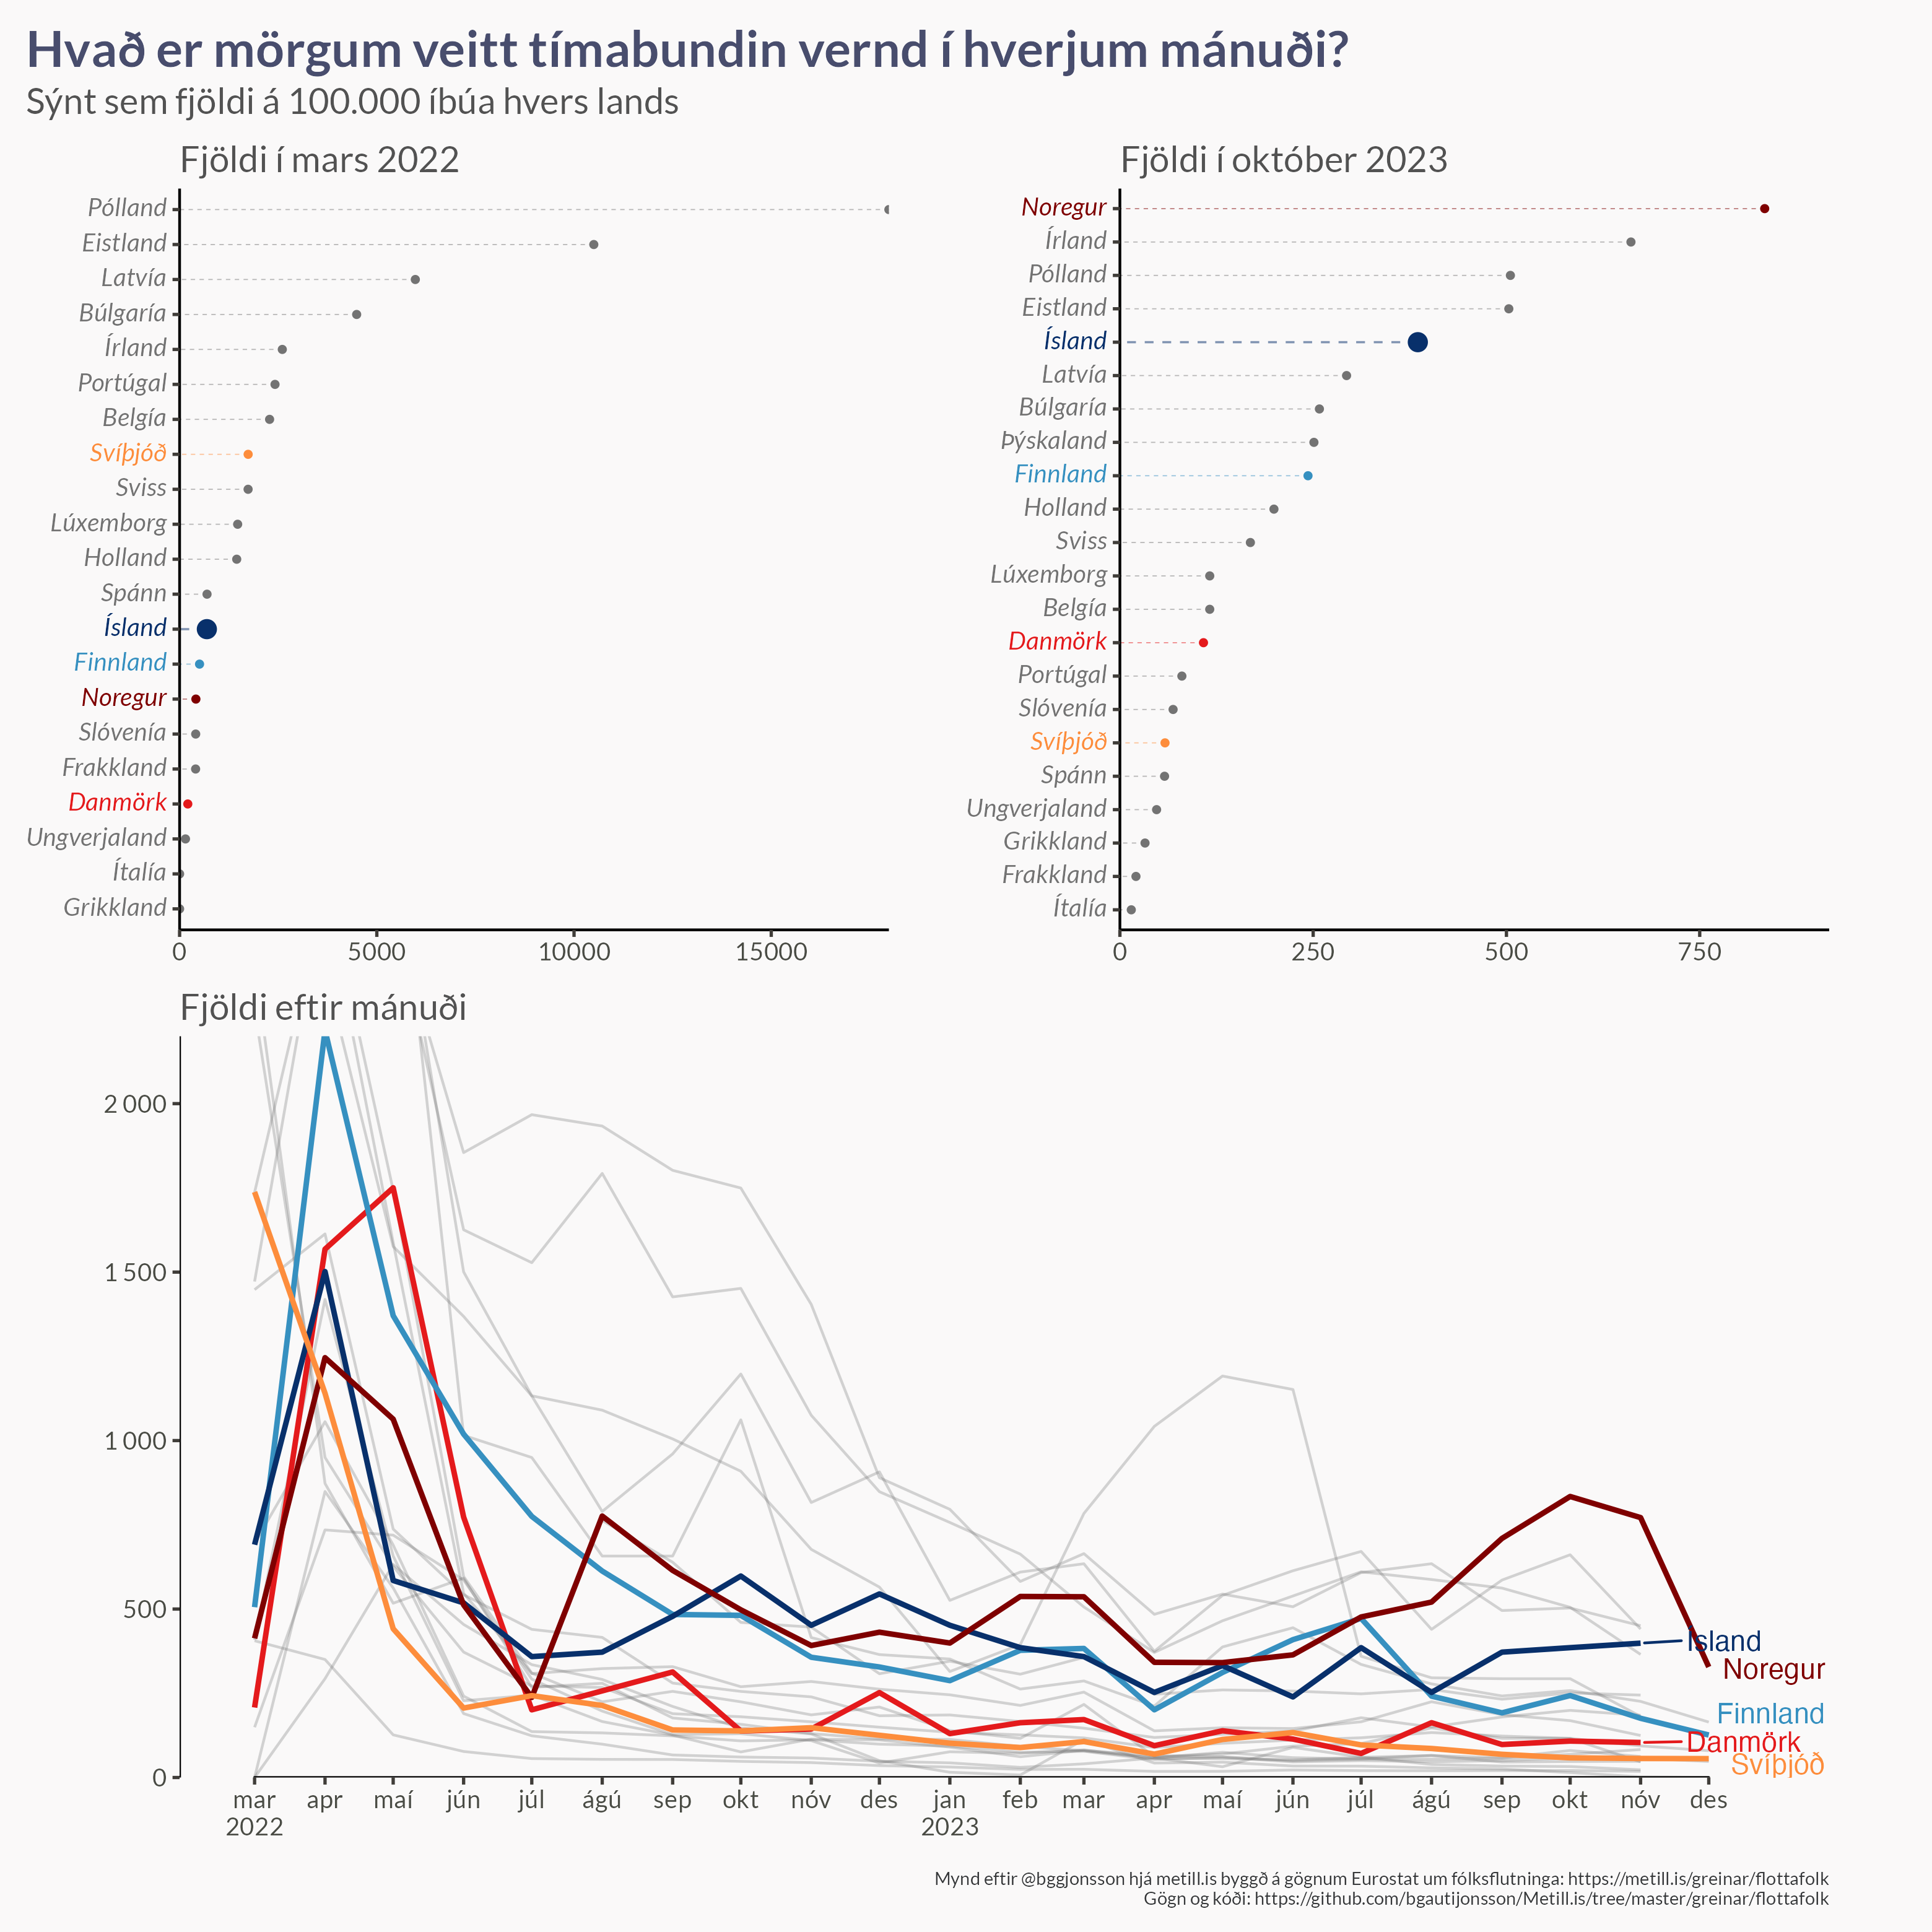 Hvað er mörgum veitt tímabundin vernd í hverjum mánuði?
Sýnt sem fjöldi á 100.000 íbúa hvers lands
Fjöldi í mars 2022
Pólland
Eistland
Latvía
Búlgaría
Írland
Portúgal
Belgía
Svíþjóð
Sviss
Lúxemborg
Holland
Spánn
Ísland
Finnland
Noregur
Slóvenía
Frakkland
Danmörk
Ungverjaland
Ítalía
Grikkland
0 5000 10000 15000
Fjöldi í október 2023
Noregur
Írland
Pólland
Eistland
Ísland
Latvía
Búlgaría
Þýskaland
Finnland
Holland
Sviss
Lúxemborg
Belgía
Danmörk
Portúgal
Slóvenía
Svíþjóð
Spánn
Ungverjaland
Grikkland
Frakkland
Ítalía
0 250 500 750
Fjöldi eftir mánuði
2 000
1 500
1 000
500
0
Ísland
Noregur
Finnland
Danmörk
Svíþjóð
mar apr maí jún júl ágú sep okt nóv des jan feb mar apr maí jún júl ágú sep okt nóv des
2022 2023
Mynd eftir @bggjonsson hjá metill.is byggð á gögnum Eurostat um fólksflutninga: https://metill.is/greinar/flottafolk
Gögn og kóði: https://github.com/bgautijonsson/Metill.is/tree/master/greinar/flottafolk